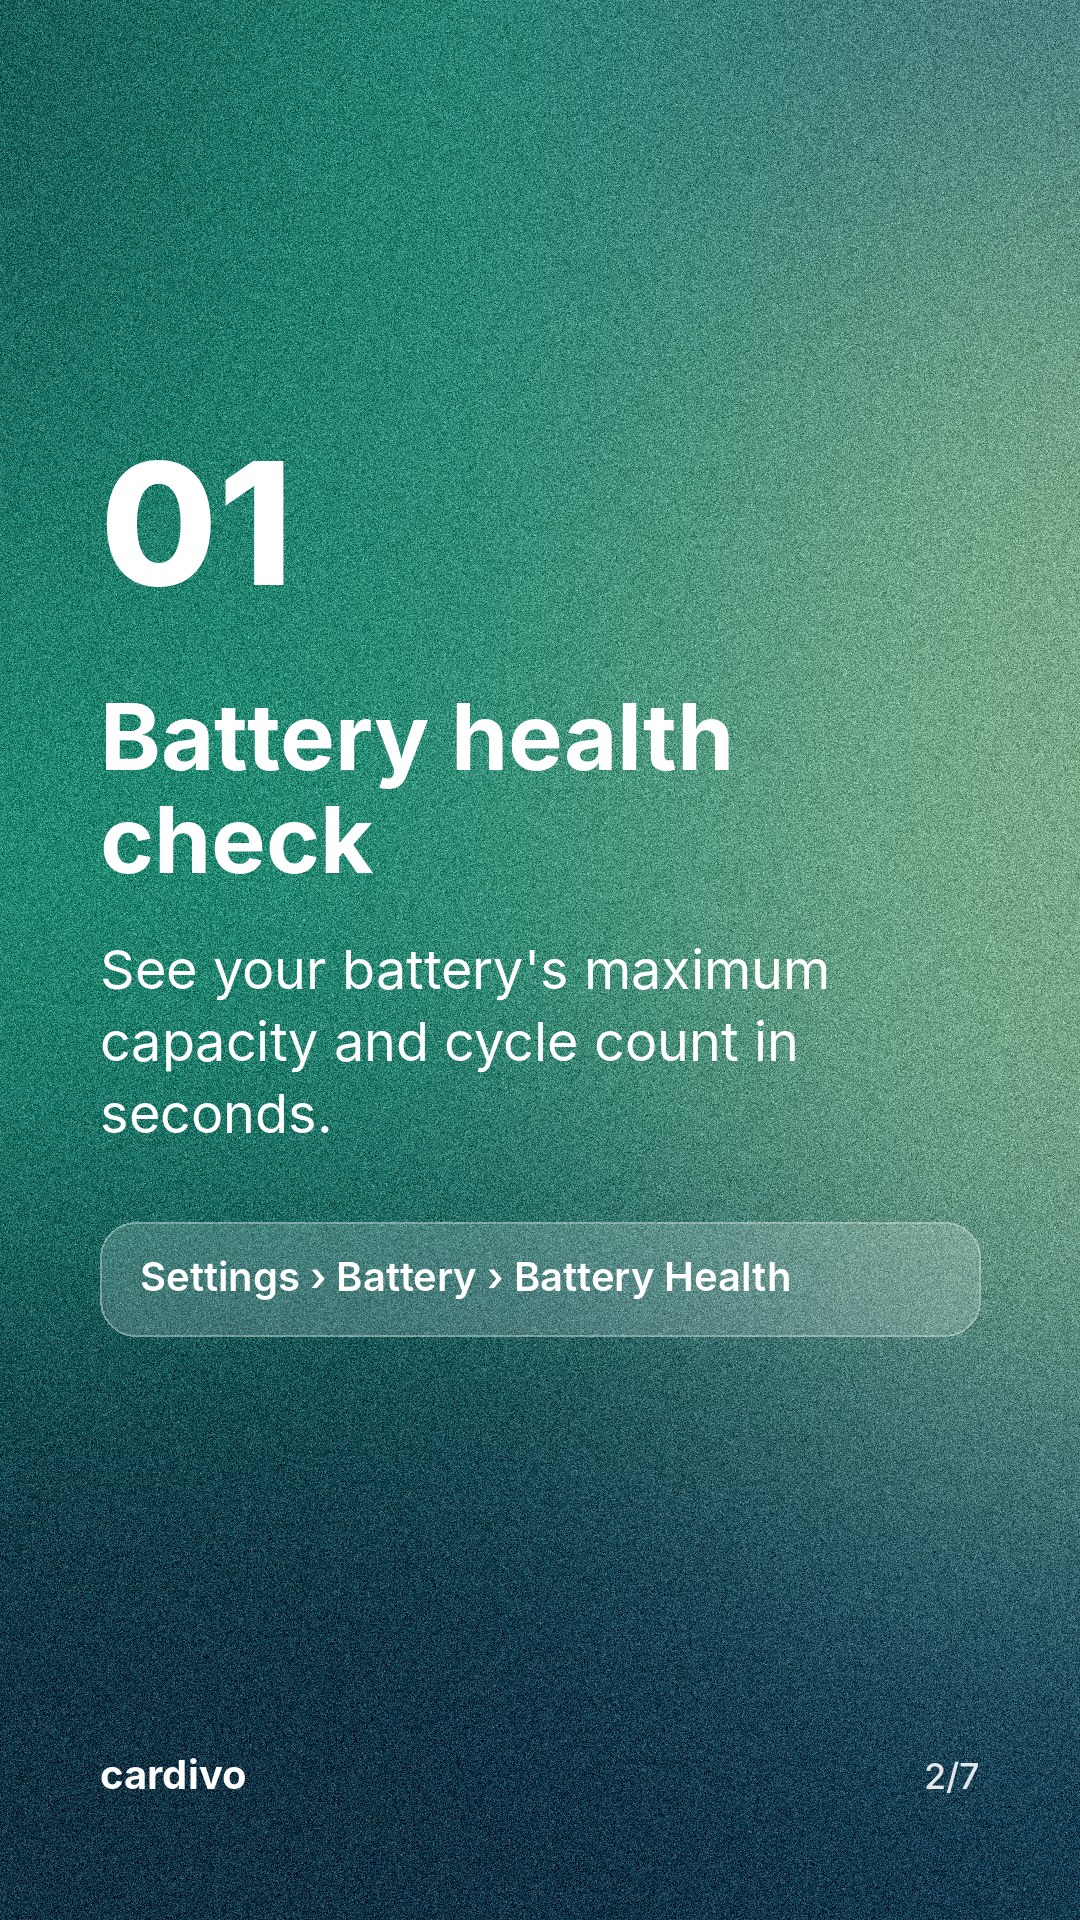 01
Battery health
check
See your battery's maximum
capacity and cycle count in
seconds.
Settings › Battery › Battery Health
cardivo
2/7